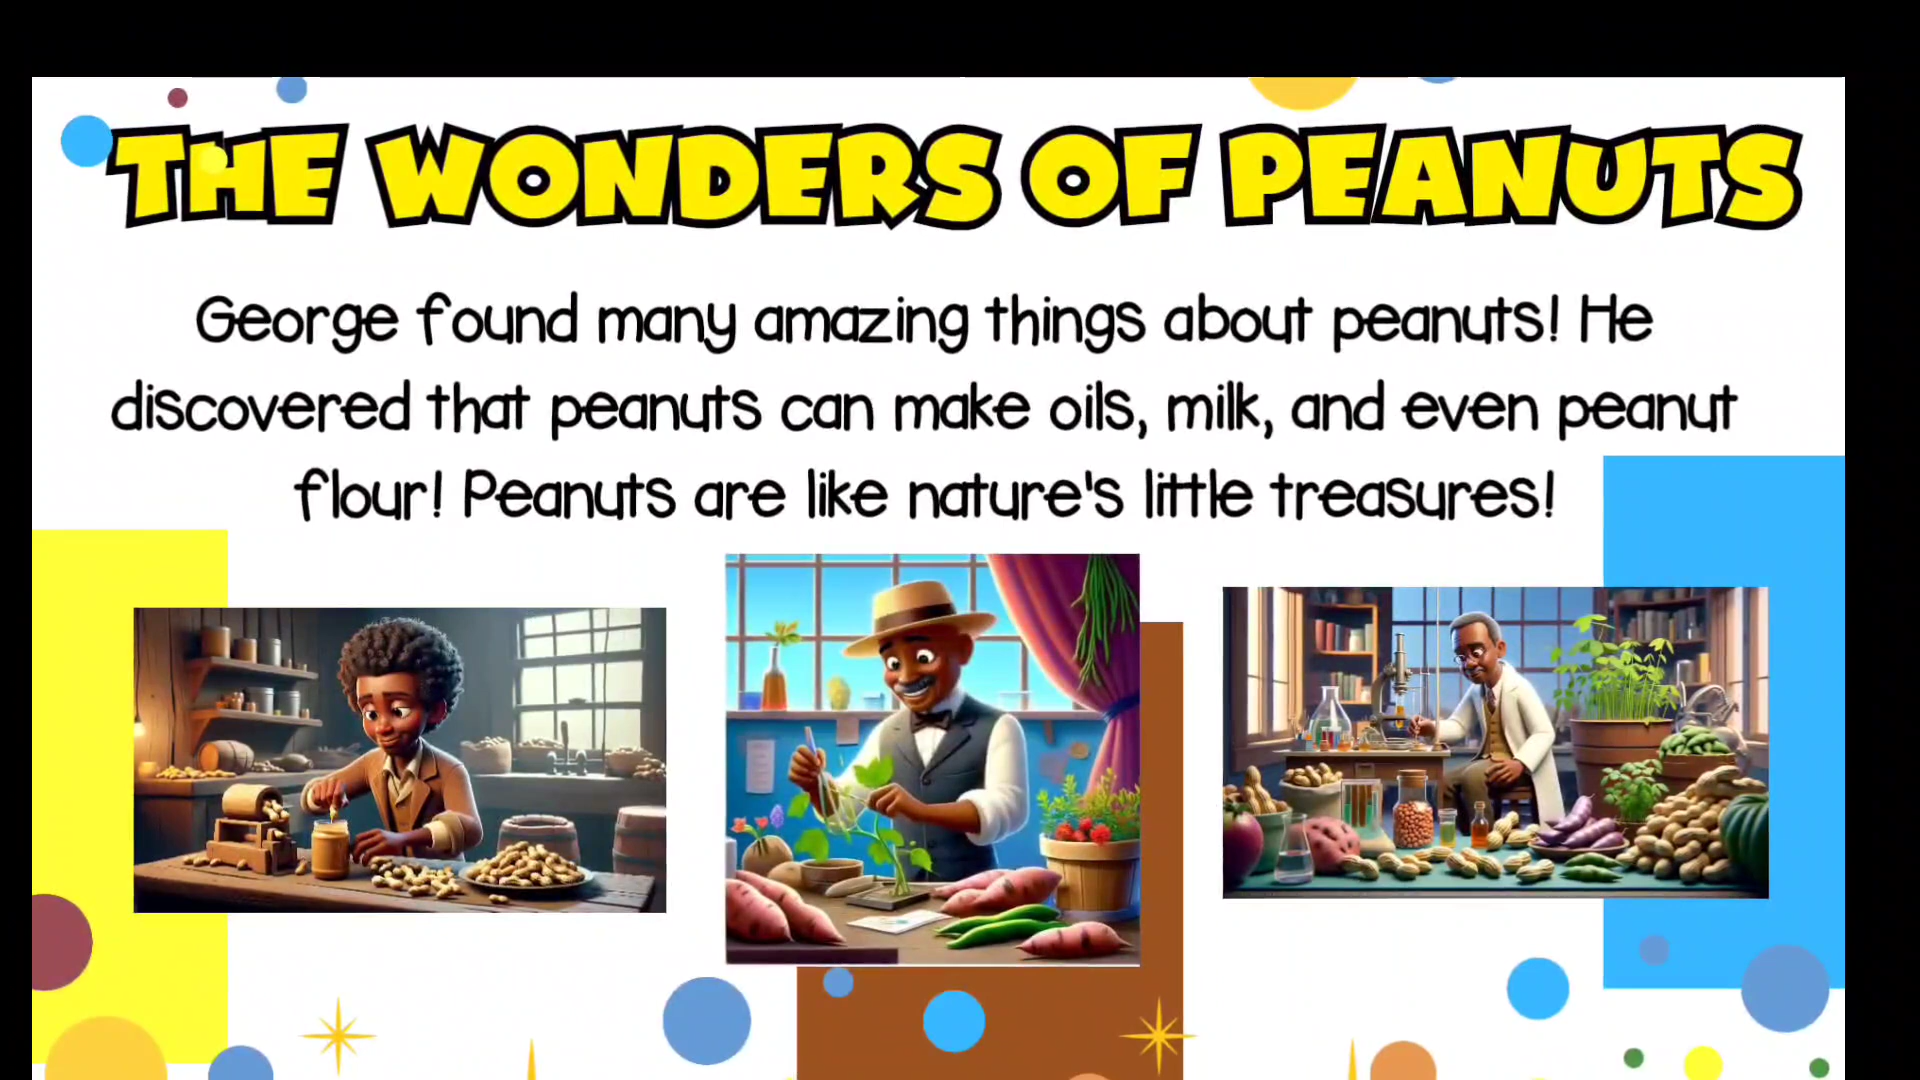 THE WONDERS OF PEANUTS
George found many amazing things about peanuts! He
discovered that peanuts can make oils, milk, and even peanut
flour! Peanuts are like nature's little treasures!